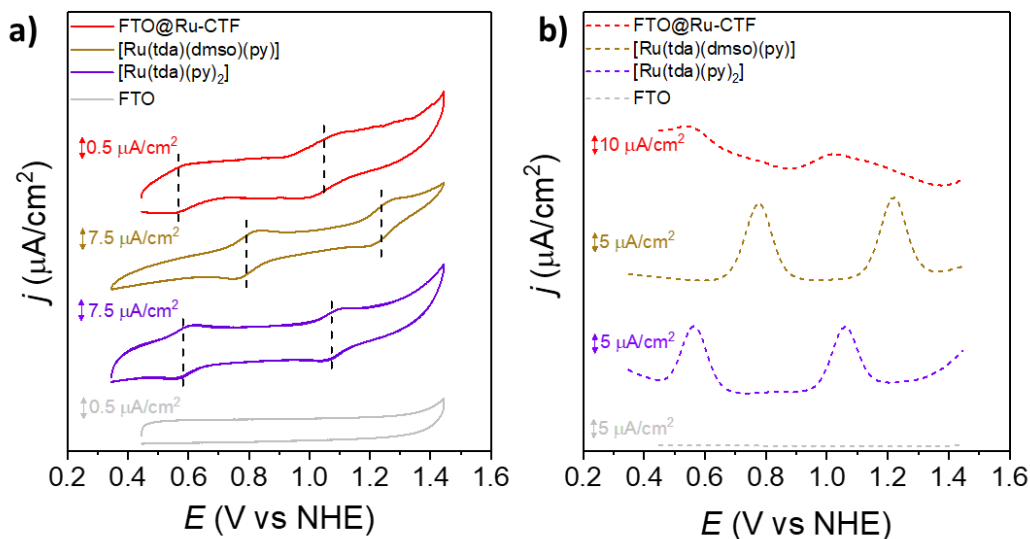 a)
FTO@Ru-CTF
[Ru(tda)(dmso)(py)]
[Ru(tda)(py)₂]
FTO
0.5 µA/cm²
7.5 µA/cm²
7.5 µA/cm²
0.5 µA/cm²
j (µA/cm²)
0.2 0.4 0.6 0.8 1.0 1.2 1.4 1.6
E (V vs NHE)
b)
FTO@Ru-CTF
[Ru(tda)(dmso)(py)]
[Ru(tda)(py)₂]
FTO
10 µA/cm²
5 µA/cm²
5 µA/cm²
5 µA/cm²
j (µA/cm²)
0.2 0.4 0.6 0.8 1.0 1.2 1.4 1.6
E (V vs NHE)